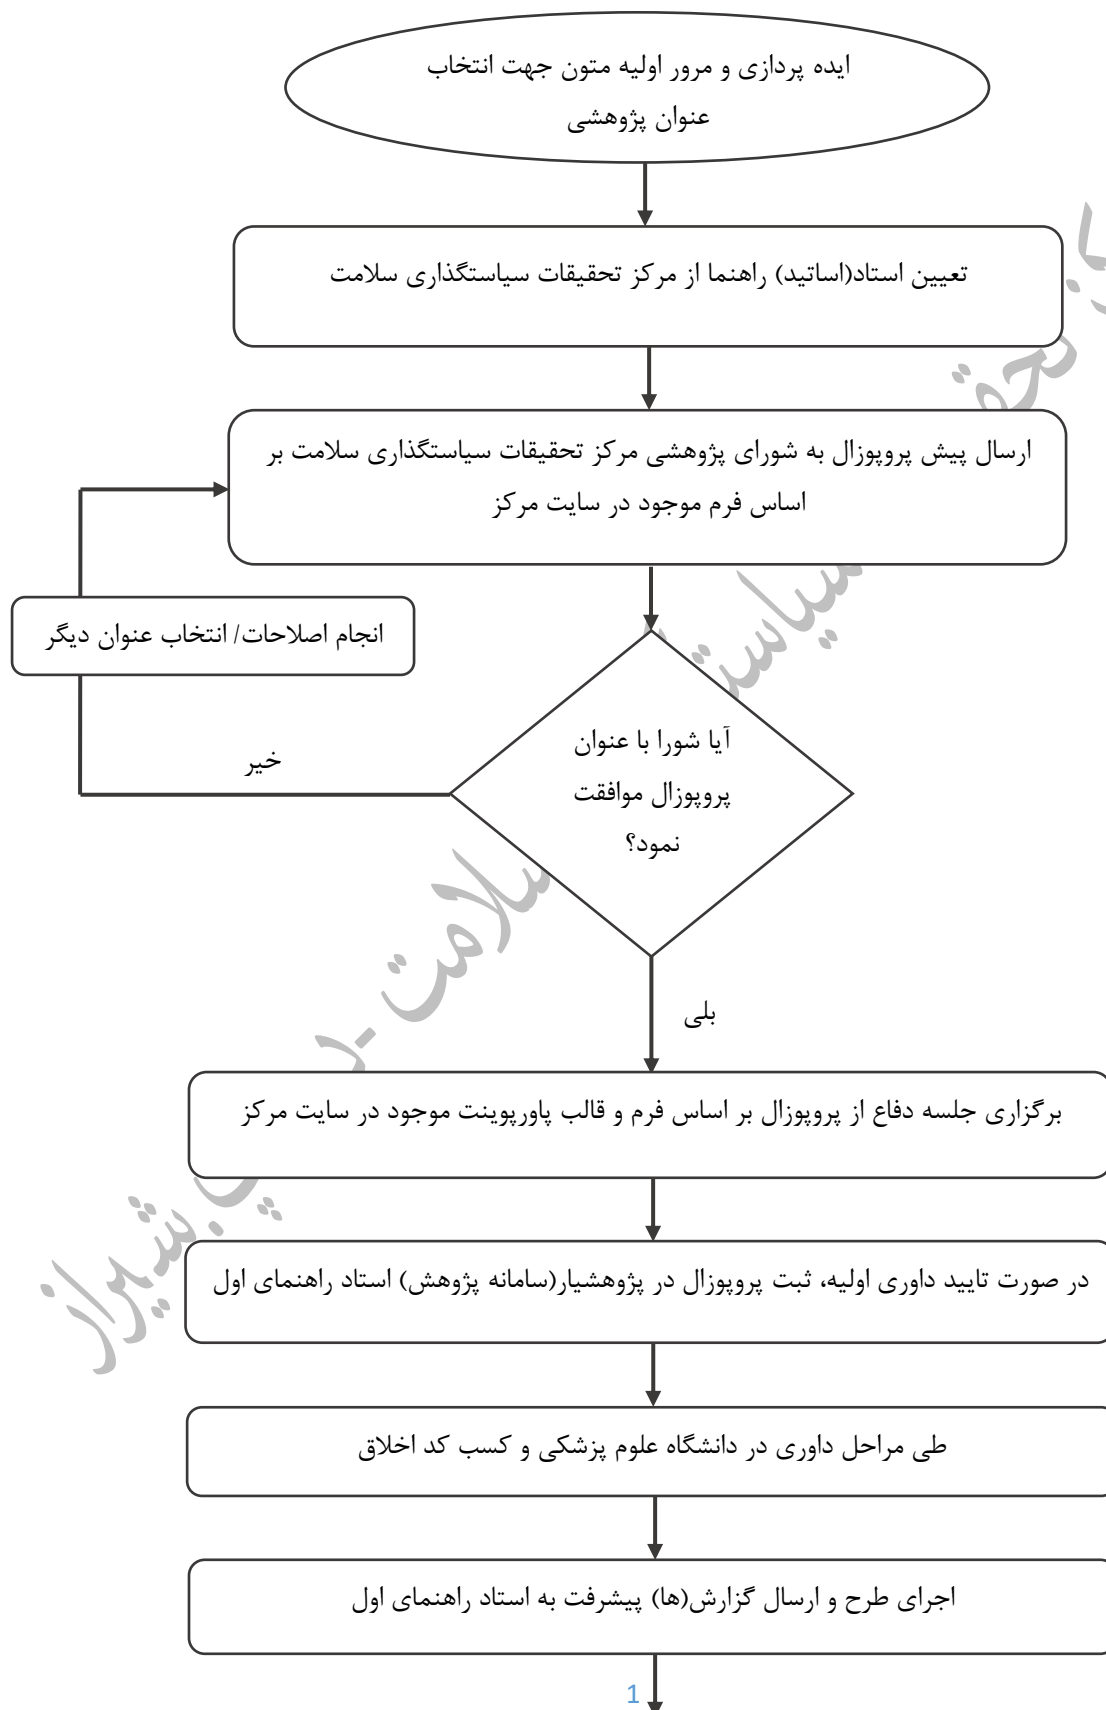 ایده پردازی و مرور اولیه متون جهت انتخاب
عنوان پژوهشی
تعیین استاد(اساتید) راهنما از مرکز تحقیقات سیاستگذاری سلامت
ارسال پیش پروپوزال به شورای پژوهشی مرکز تحقیقات سیاستگذاری سلامت بر
اساس فرم موجود در سایت مرکز
انجام اصلاحات/ انتخاب عنوان دیگر
آیا شورا با عنوان
پروپوزال موافقت
نمود؟
خیر
بلی
برگزاری جلسه دفاع از پروپوزال بر اساس فرم و قالب پاورپوینت موجود در سایت مرکز
در صورت تایید داوری اولیه، ثبت پروپوزال در پژوهشیار(سامانه پژوهش) استاد راهنمای اول
طی مراحل داوری در دانشگاه علوم پزشکی و کسب کد اخلاق
اجرای طرح و ارسال گزارش(ها) پیشرفت به استاد راهنمای اول
1
سلامت -
شیراز